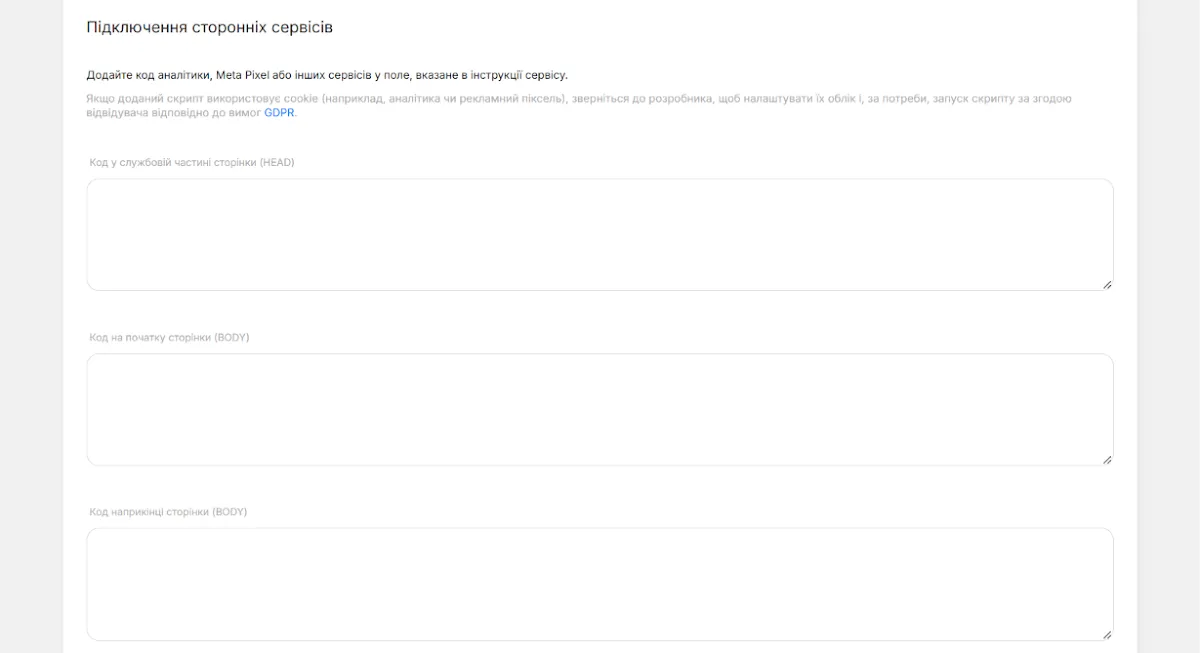 Підключення сторонніх сервісів
Додайте код аналітики, Meta Pixel або інших сервісів у поле, вказане в інструкції сервісу.
Якщо доданий скрипт використовує cookie (наприклад, аналітика чи рекламний піксель), зверніться до розробника, щоб налаштувати їх облік і, за потреби, запуск скрипту за згодою
відвідувача відповідно до вимог GDPR.
Код у службовій частині сторінки (HEAD)
Код на початку сторінки (BODY)
Код наприкінці сторінки (BODY)